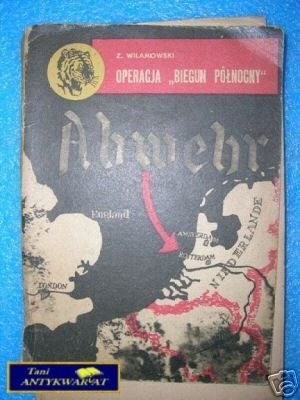 Z. WILANOWSKI
OPERACJA „BIEGUN PÓŁNOCNY"
Abwehr
England
AMSTERDAM
ROTTERDAM
NIEDERLANDE
LONDON
Tani
ANTYKWARIAT